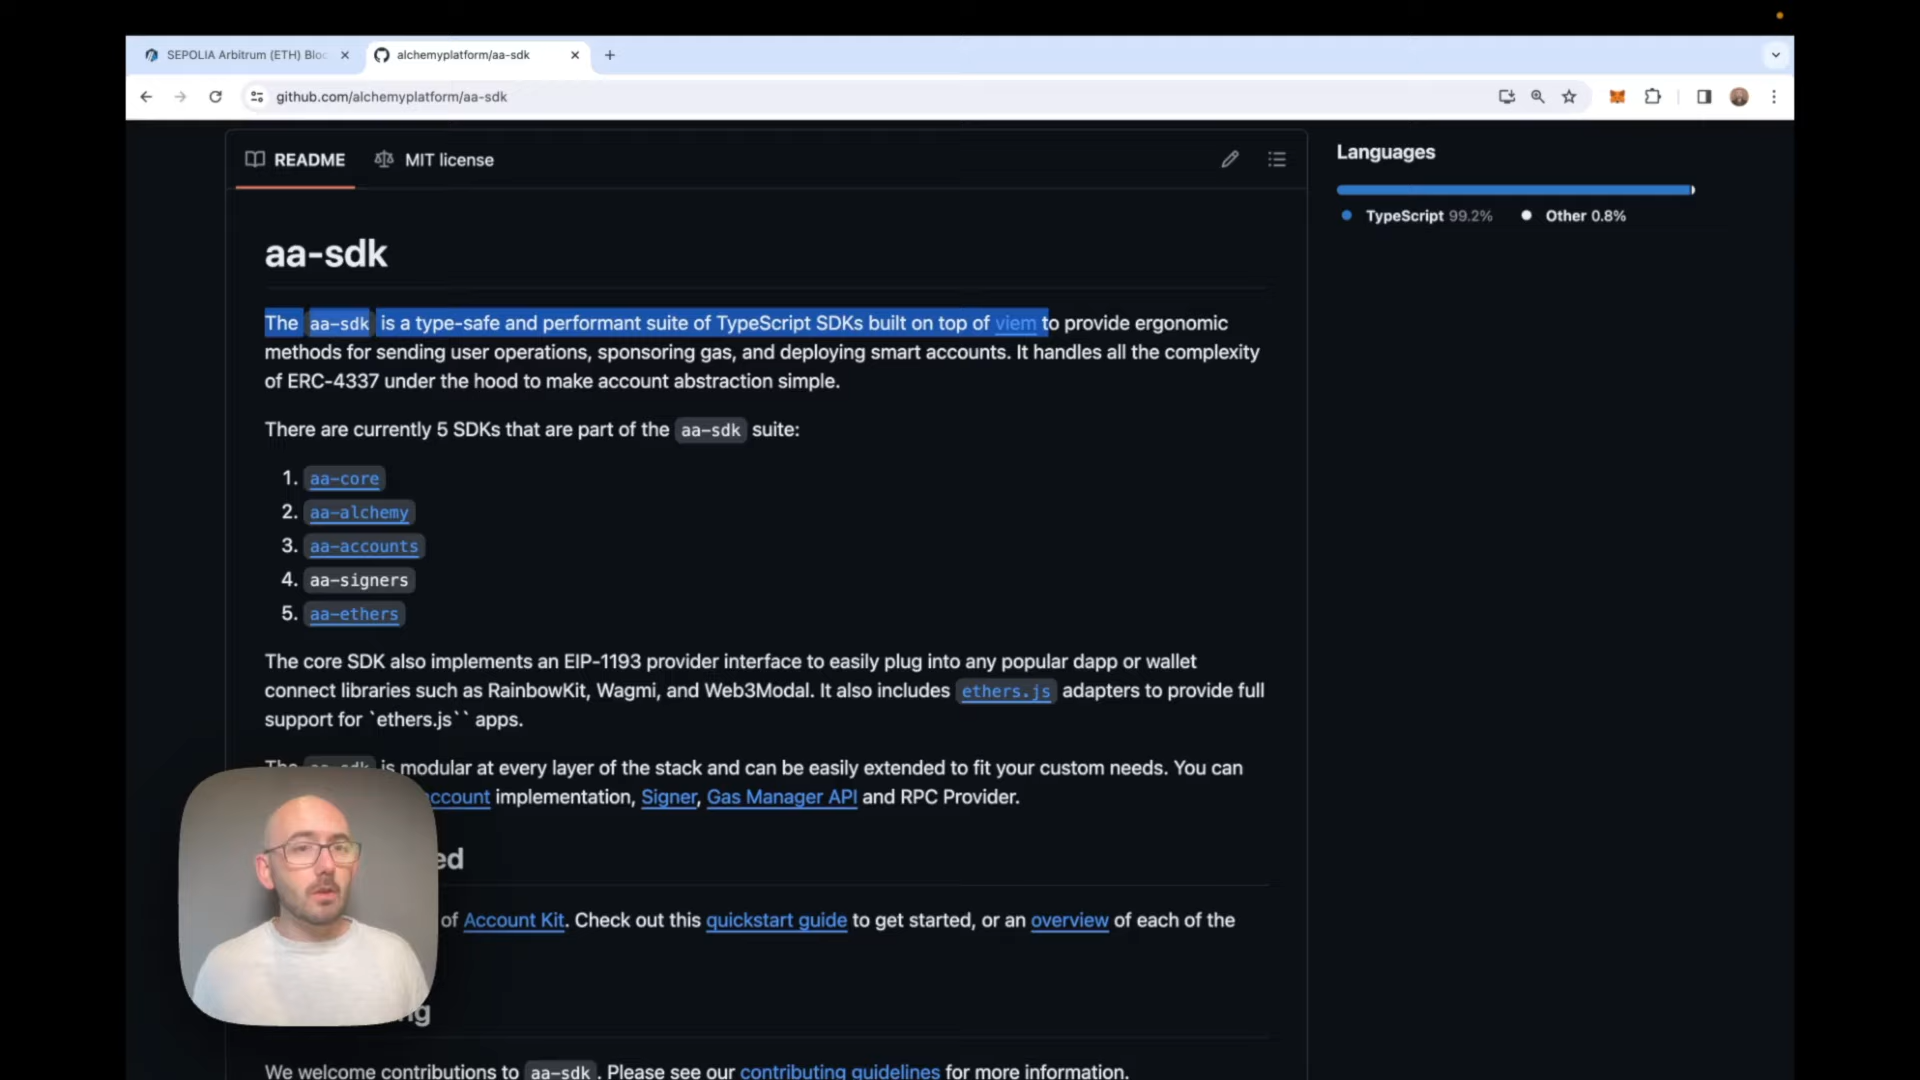 SEPOLIA Arbitrum (ETH) Bloc
alchemyplatform/aa-sdk
github.com/alchemyplatform/aa-sdk
README
MIT license
Languages
TypeScript 99.2%
Other 0.8%
aa-sdk
The aa-sdk is a type-safe and performant suite of TypeScript SDKs built on top of viem to provide ergonomic
methods for sending user operations, sponsoring gas, and deploying smart accounts. It handles all the complexity
of ERC-4337 under the hood to make account abstraction simple.
There are currently 5 SDKs that are part of the aa-sdk suite:
1. aa-core
2. aa-alchemy
3. aa-accounts
4. aa-signers
5. aa-ethers
The core SDK also implements an EIP-1193 provider interface to easily plug into any popular dapp or wallet
connect libraries such as RainbowKit, Wagmi, and Web3Modal. It also includes ethers.js adapters to provide full
support for `ethers.js`` apps.
The aa-sdk is modular at every layer of the stack and can be easily extended to fit your custom needs. You can
account implementation, Signer, Gas Manager API and RPC Provider.
ed
of Account Kit. Check out this quickstart guide to get started, or an overview of each of the
ng
We welcome contributions to aa-sdk. Please see our contributing guidelines for more information.